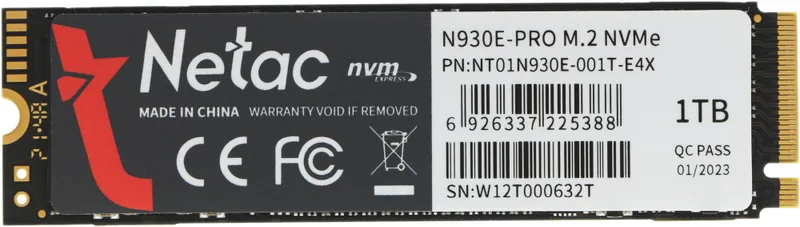 Netac
nvm
EXPRESS
MADE IN CHINA WARRANTY VOID IF REMOVED
CE FC
N930E-PRO M.2 NVMe
PN:NT01N930E-001T-E4X
6 926337 225388
1TB
QC PASS
01/2023
SN:W12T000632T